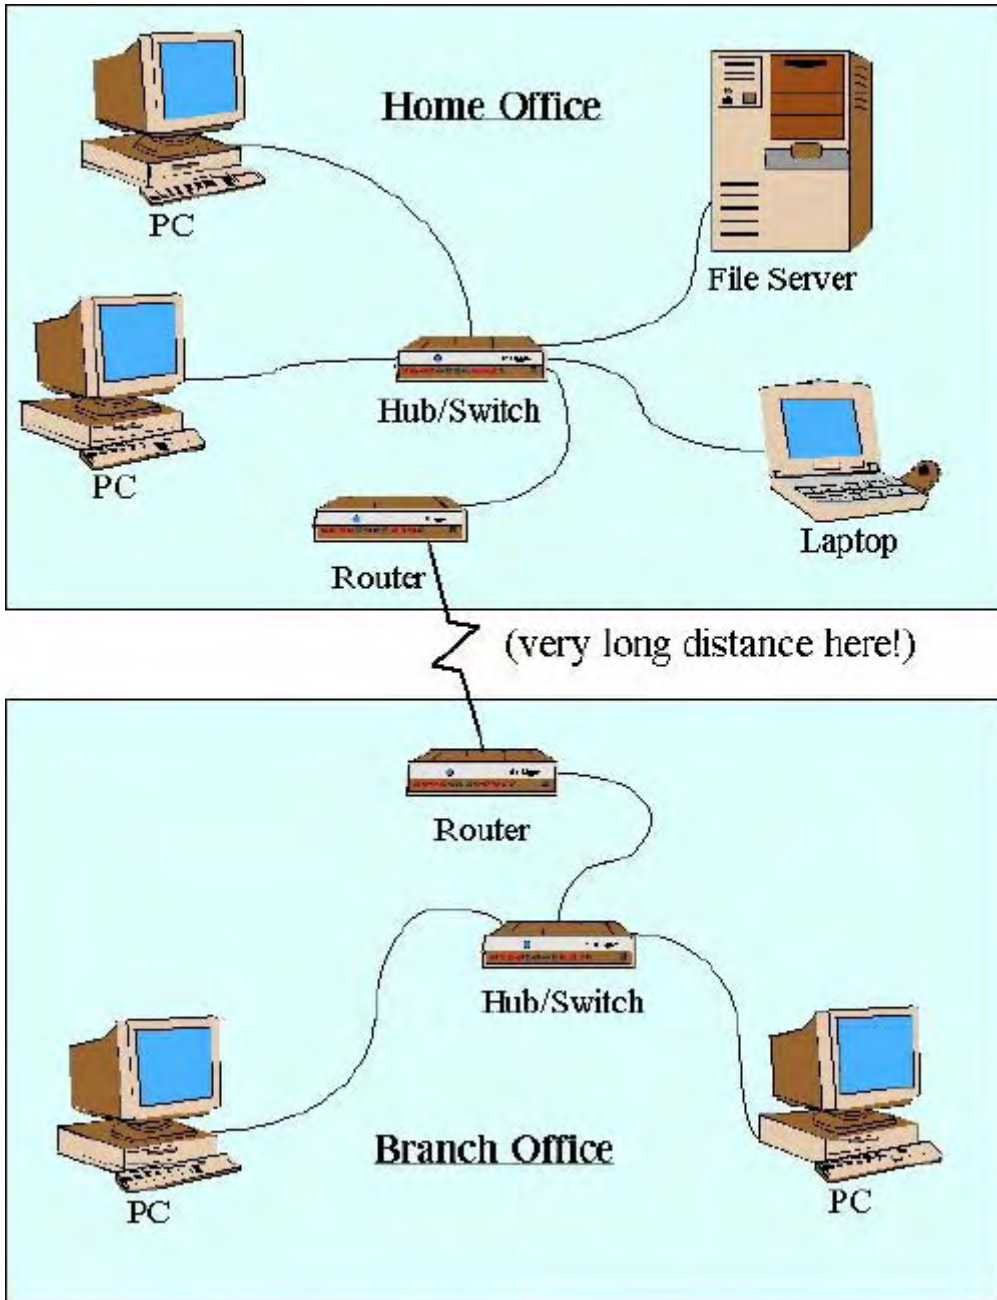 Home Office
PC
File Server
PC
Hub/Switch
Laptop
Router
(very long distance here!)
Router
Hub/Switch
PC
Branch Office
PC